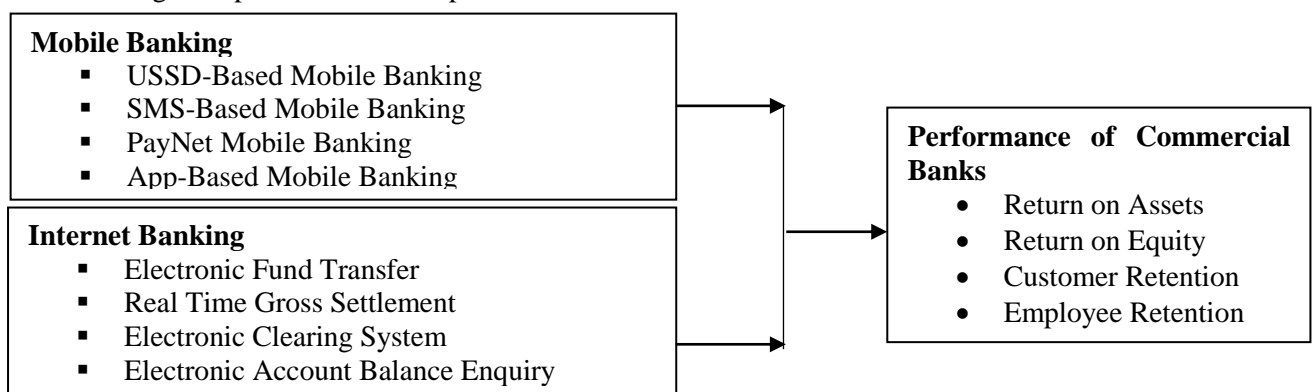 Mobile Banking
▪ USSD-Based Mobile Banking
▪ SMS-Based Mobile Banking
▪ PayNet Mobile Banking
▪ App-Based Mobile Banking
Internet Banking
▪ Electronic Fund Transfer
▪ Real Time Gross Settlement
▪ Electronic Clearing System
▪ Electronic Account Balance Enquiry
Performance of Commercial
Banks
• Return on Assets
• Return on Equity
• Customer Retention
• Employee Retention